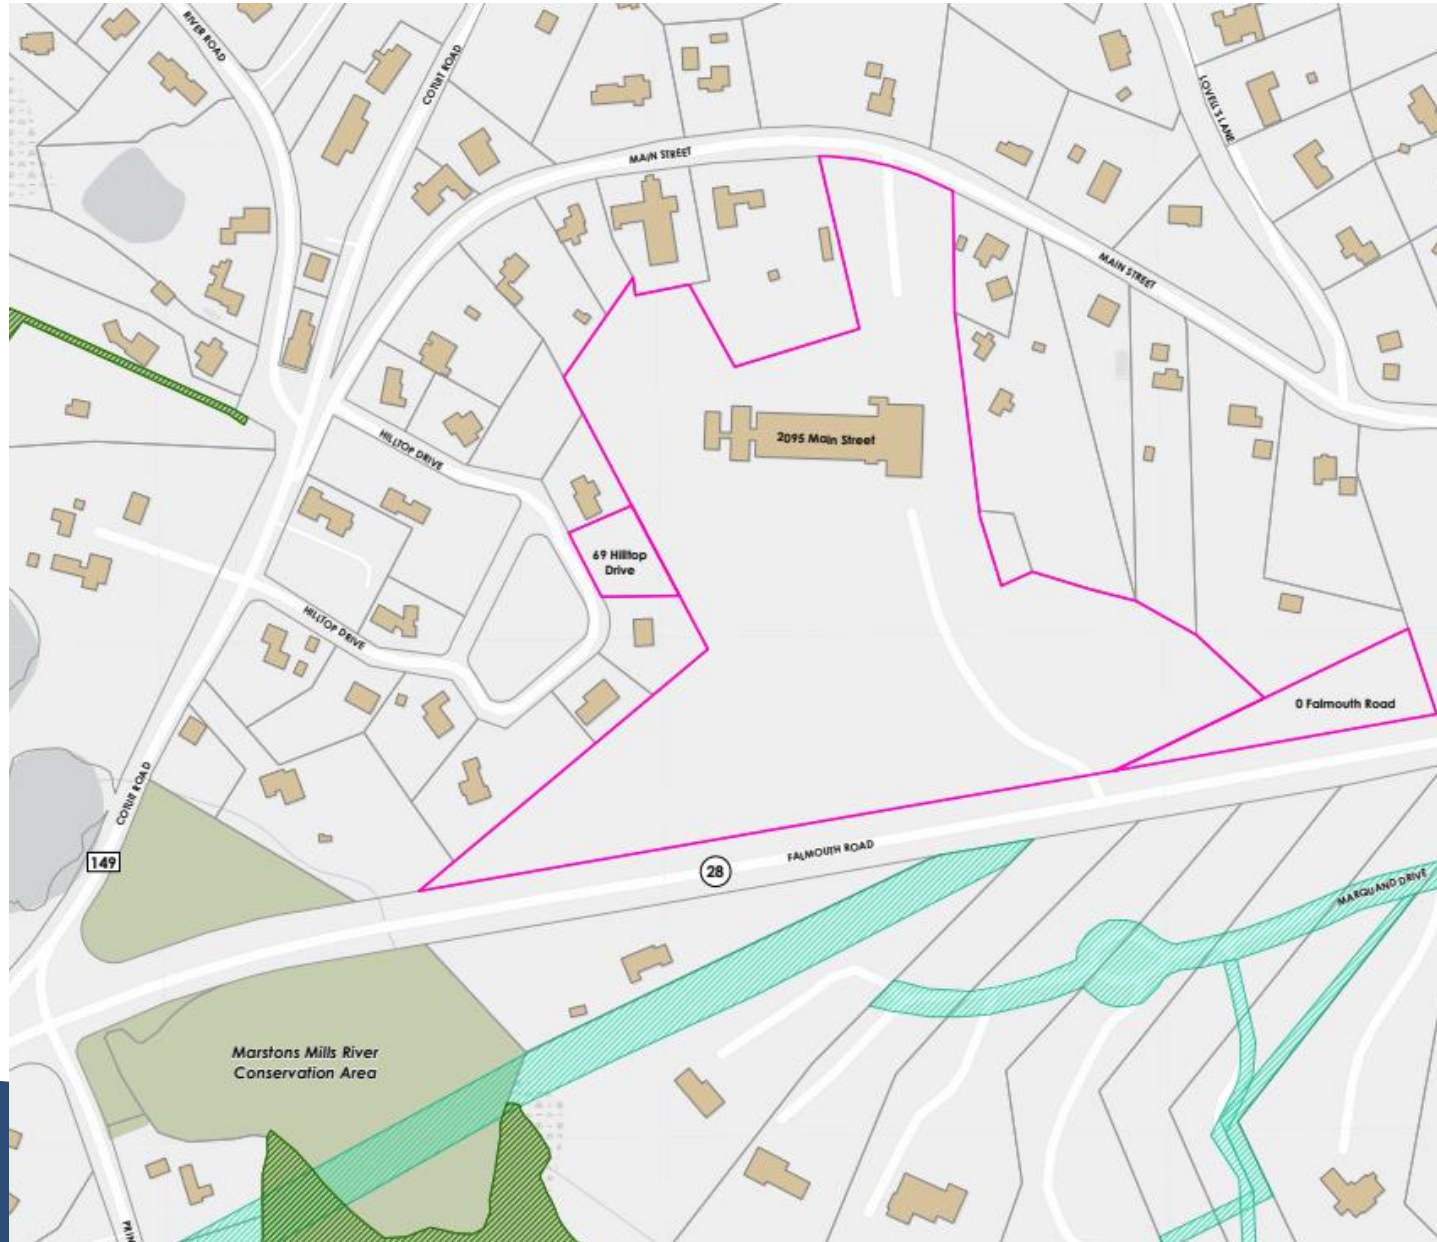 RIVER ROAD
COTUIT ROAD
LOVELL'S LANE
MAIN STREET
MAIN STREET
HILLTOP DRIVE
2095 Main Street
69 Hilltop
Drive
HILLTOP DRIVE
0 Falmouth Road
COTUIT ROAD
149
28
FALMOUTH ROAD
MARQUAND DRIVE
Marstons Mills River
Conservation Area